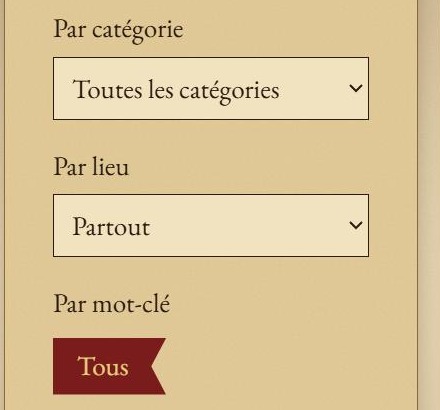 Par catégorie
Toutes les catégories
Par lieu
Partout
Par mot-clé
Tous